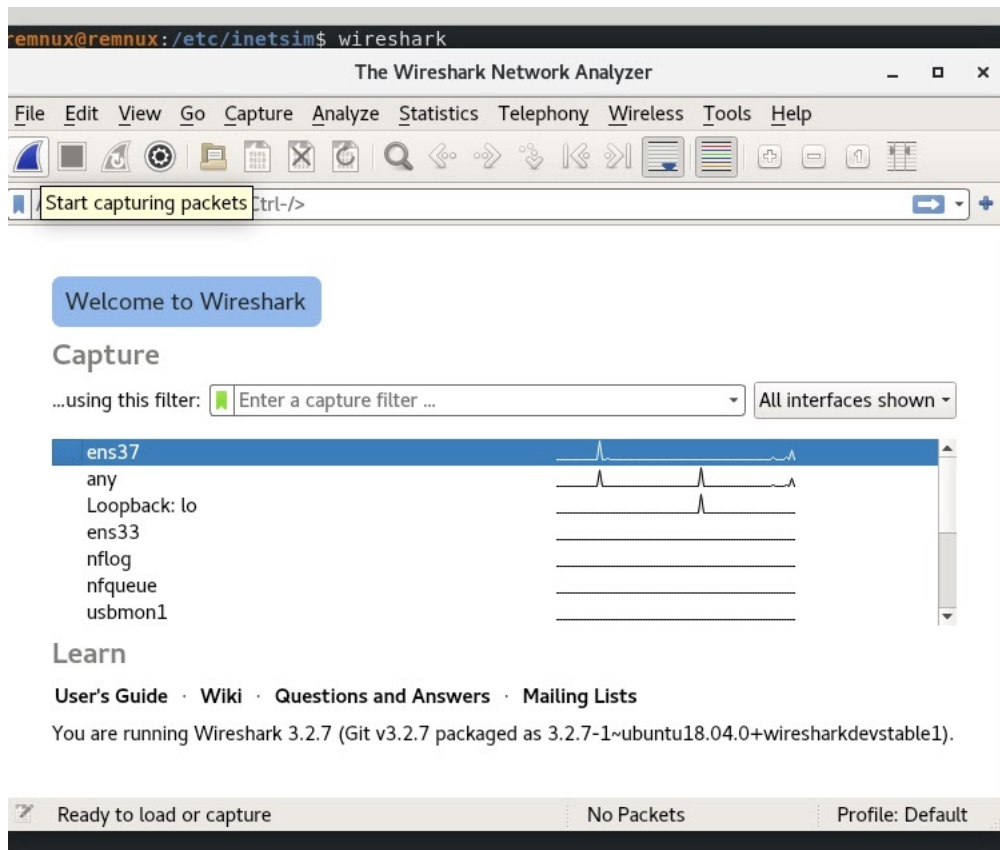 remnux@remnux:/etc/inetsim$ wireshark
The Wireshark Network Analyzer
File Edit View Go Capture Analyze Statistics Telephony Wireless Tools Help
Start capturing packets Ctrl-/>
Welcome to Wireshark
Capture
...using this filter: Enter a capture filter ... All interfaces shown
ens37
any
Loopback: lo
ens33
nflog
nfqueue
usbmon1
Learn
User's Guide · Wiki · Questions and Answers · Mailing Lists
You are running Wireshark 3.2.7 (Git v3.2.7 packaged as 3.2.7-1~ubuntu18.04.0+wiresharkdevstable1).
Ready to load or capture No Packets Profile: Default